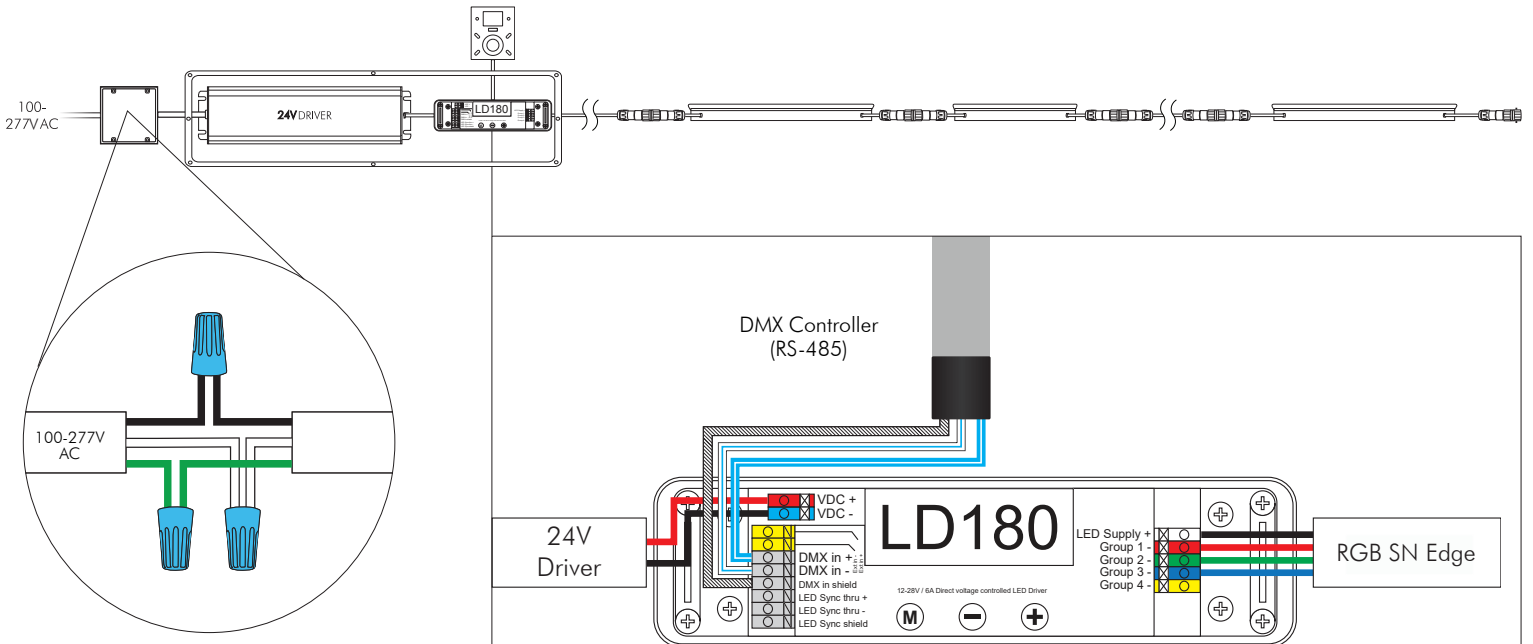 100-
277V AC
24V DRIVER
LD180
100-277V
AC
DMX Controller
(RS-485)
24V
Driver
VDC +
VDC -
DMX in +
DMX in -
DMX in shield
LED Sync thru +
LED Sync thru -
LED Sync shield
LD180
12-28V / 6A Direct voltage controlled LED Driver
M
LED Supply +
Group 1 -
Group 2 -
Group 3 -
Group 4 -
RGB SN Edge